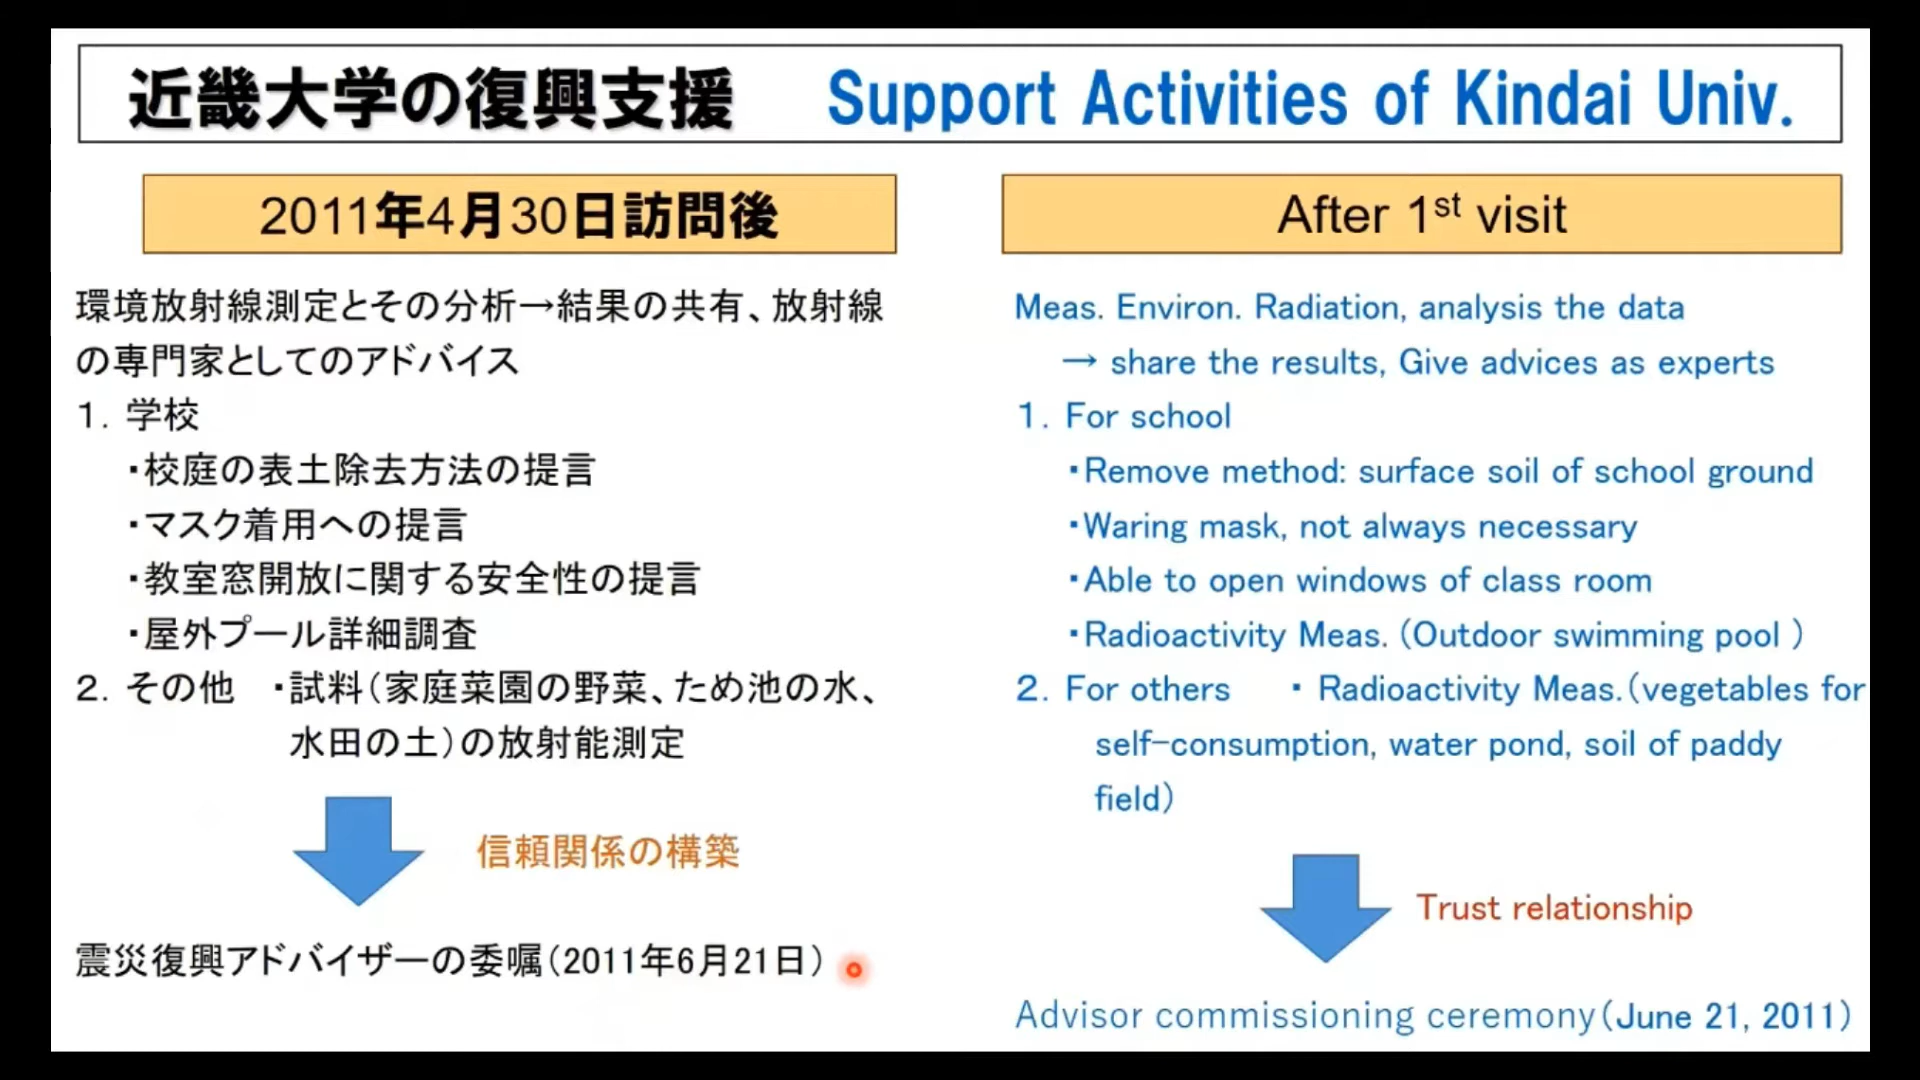 近畿大学の復興支援 Support Activities of Kindai Univ.
2011年4月30日訪問後
環境放射線測定とその分析→結果の共有、放射線
の専門家としてのアドバイス
1. 学校
・校庭の表土除去方法の提言
・マスク着用への提言
・教室窓開放に関する安全性の提言
・屋外プール詳細調査
2. その他 ・試料(家庭菜園の野菜、ため池の水、
水田の土)の放射能測定
信頼関係の構築
震災復興アドバイザーの委嘱(2011年6月21日)
After 1st visit
Meas. Environ. Radiation, analysis the data
→ share the results, Give advices as experts
1. For school
・Remove method: surface soil of school ground
・Waring mask, not always necessary
・Able to open windows of class room
・Radioactivity Meas. (Outdoor swimming pool )
2. For others ・ Radioactivity Meas.(vegetables for
self-consumption, water pond, soil of paddy
field)
Trust relationship
Advisor commissioning ceremony(June 21, 2011)